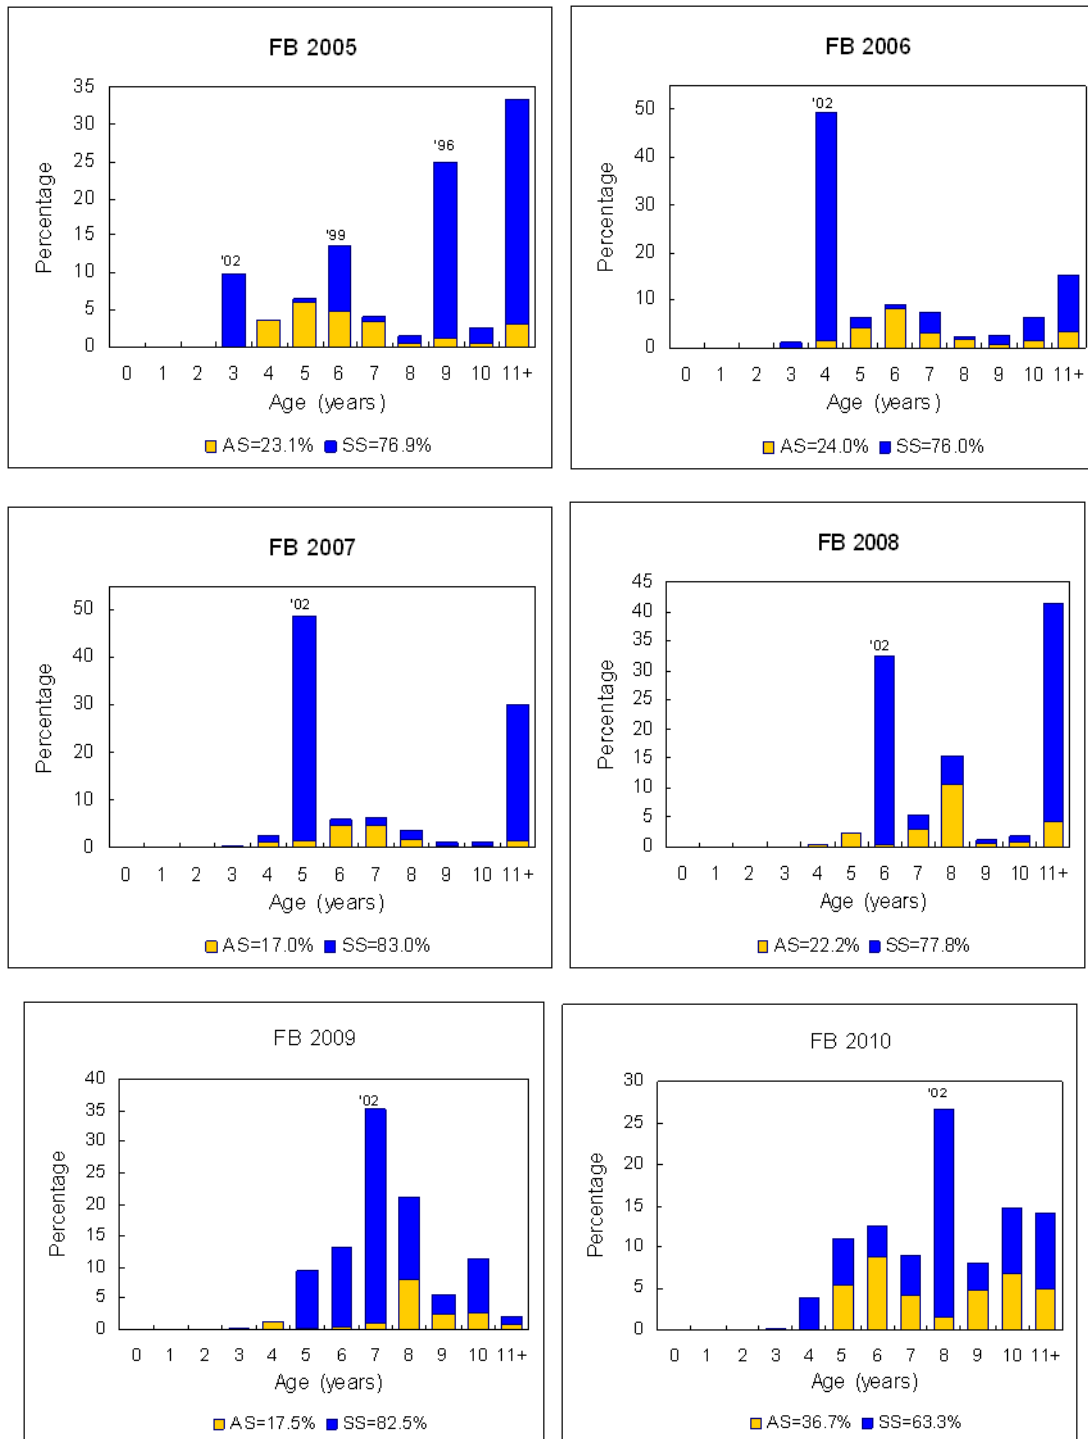 FB 2005
35
30
25
20
15
10
5
0
Percentage
'02
'99
'96
0 1 2 3 4 5 6 7 8 9 10 11+
Age (years)
AS=23.1% SS=76.9%
FB 2006
50
40
30
20
10
0
Percentage
'02
0 1 2 3 4 5 6 7 8 9 10 11+
Age (years)
AS=24.0% SS=76.0%
FB 2007
50
40
30
20
10
0
Percentage
'02
0 1 2 3 4 5 6 7 8 9 10 11+
Age (years)
AS=17.0% SS=83.0%
FB 2008
45
40
35
30
25
20
15
10
5
0
Percentage
'02
0 1 2 3 4 5 6 7 8 9 10 11+
Age (years)
AS=22.2% SS=77.8%
FB 2009
40
35
30
25
20
15
10
5
0
Percentage
'02
0 1 2 3 4 5 6 7 8 9 10 11+
Age (years)
AS=17.5% SS=82.5%
FB 2010
30
25
20
15
10
5
0
Percentage
'02
0 1 2 3 4 5 6 7 8 9 10 11+
Age (years)
AS=36.7% SS=63.3%